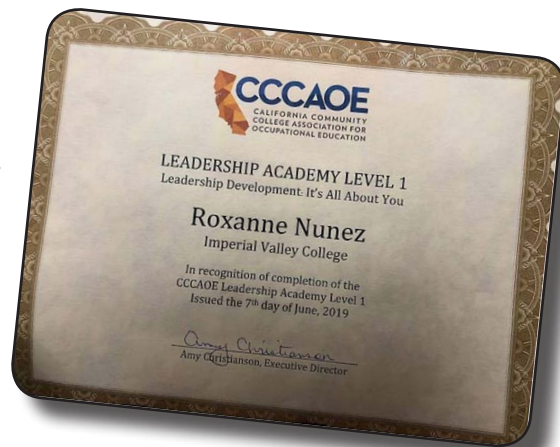 CCCAOE
CALIFORNIA COMMUNITY
COLLEGE ASSOCIATION FOR
OCCUPATIONAL EDUCATION
LEADERSHIP ACADEMY LEVEL 1
Leadership Development: It's All About You
Roxanne Nunez
Imperial Valley College
In recognition of completion of the
CCCAOE Leadership Academy Level 1
Issued the 7th day of June, 2019
Amy Christianson
Amy Christianson, Executive Director